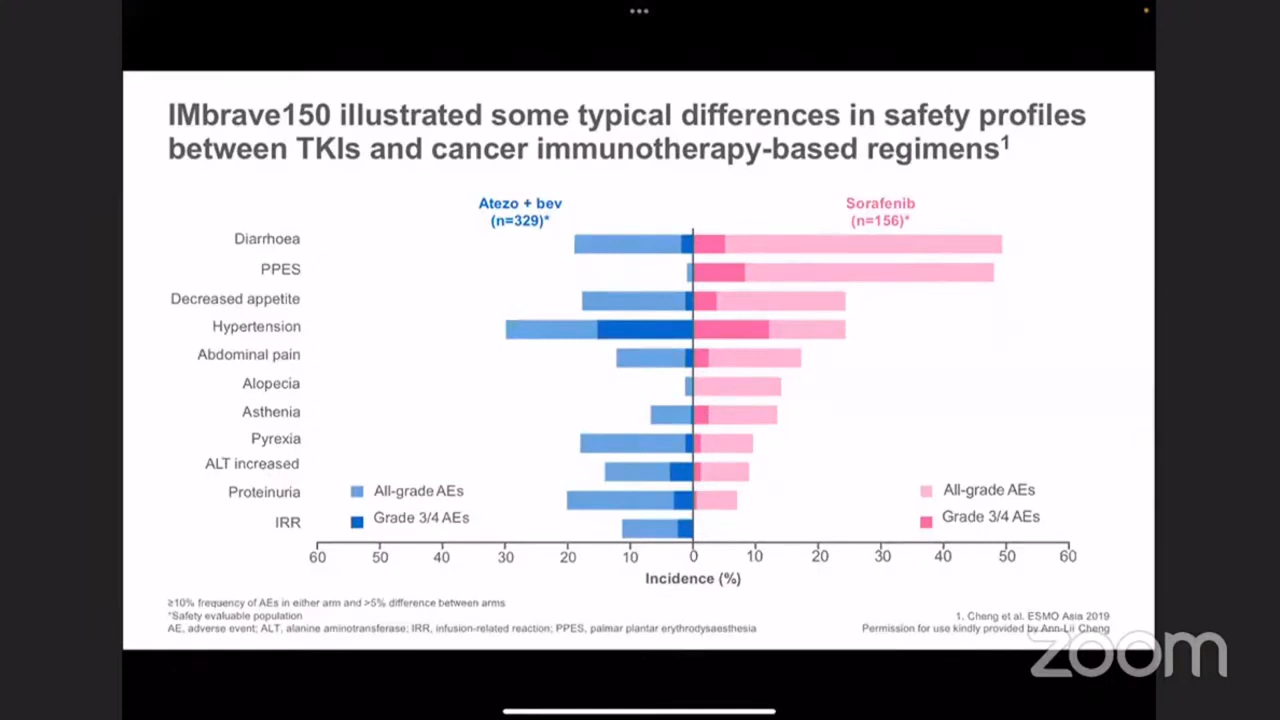 IMbrave150 illustrated some typical differences in safety profiles
between TKIs and cancer immunotherapy-based regimens¹
Atezo + bev
(n=329)*
Sorafenib
(n=156)*
Diarrhoea
PPES
Decreased appetite
Hypertension
Abdominal pain
Alopecia
Asthenia
Pyrexia
ALT increased
Proteinuria
IRR
All-grade AEs
Grade 3/4 AEs
All-grade AEs
Grade 3/4 AEs
60 50 40 30 20 10 0 10 20 30 40 50 60
Incidence (%)
≥10% frequency of AEs in either arm and >5% difference between arms
*Safety evaluable population
AE, adverse event; ALT, alanine aminotransferase; IRR, infusion-related reaction; PPES, palmar plantar erythrodysaesthesia
1. Cheng et al. ESMO Asia 2019
Permission for use kindly provided by Ann-Lii Cheng
zoom